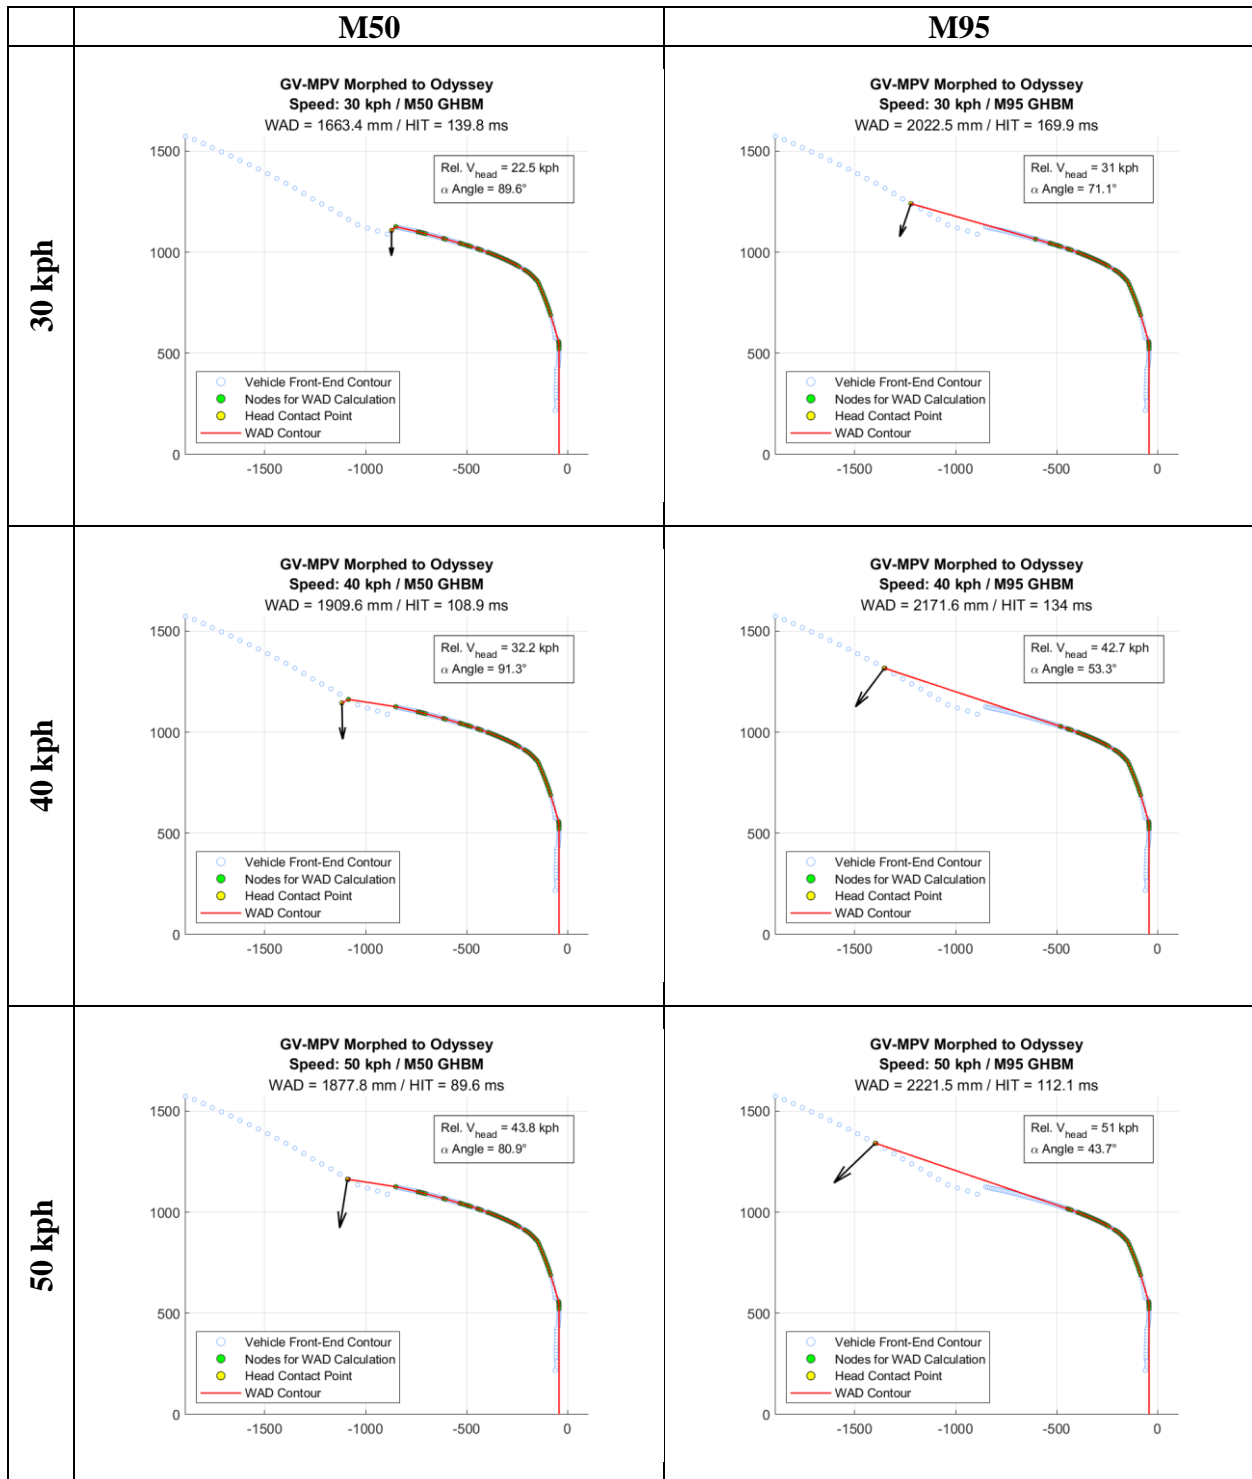 M50
M95
30 kph
GV-MPV Morphed to Odyssey
Speed: 30 kph / M50 GHBM
WAD = 1663.4 mm / HIT = 139.8 ms
Rel. Vhead = 22.5 kph
α Angle = 89.6°
1500
1000
500
0
Vehicle Front-End Contour
Nodes for WAD Calculation
Head Contact Point
WAD Contour
-1500 -1000 -500 0
GV-MPV Morphed to Odyssey
Speed: 30 kph / M95 GHBM
WAD = 2022.5 mm / HIT = 169.9 ms
Rel. Vhead = 31 kph
α Angle = 71.1°
1500
1000
500
0
Vehicle Front-End Contour
Nodes for WAD Calculation
Head Contact Point
WAD Contour
-1500 -1000 -500 0
40 kph
GV-MPV Morphed to Odyssey
Speed: 40 kph / M50 GHBM
WAD = 1909.6 mm / HIT = 108.9 ms
Rel. Vhead = 32.2 kph
α Angle = 91.3°
1500
1000
500
0
Vehicle Front-End Contour
Nodes for WAD Calculation
Head Contact Point
WAD Contour
-1500 -1000 -500 0
GV-MPV Morphed to Odyssey
Speed: 40 kph / M95 GHBM
WAD = 2171.6 mm / HIT = 134 ms
Rel. Vhead = 42.7 kph
α Angle = 53.3°
1500
1000
500
0
Vehicle Front-End Contour
Nodes for WAD Calculation
Head Contact Point
WAD Contour
-1500 -1000 -500 0
50 kph
GV-MPV Morphed to Odyssey
Speed: 50 kph / M50 GHBM
WAD = 1877.8 mm / HIT = 89.6 ms
Rel. Vhead = 43.8 kph
α Angle = 80.9°
1500
1000
500
0
Vehicle Front-End Contour
Nodes for WAD Calculation
Head Contact Point
WAD Contour
-1500 -1000 -500 0
GV-MPV Morphed to Odyssey
Speed: 50 kph / M95 GHBM
WAD = 2221.5 mm / HIT = 112.1 ms
Rel. Vhead = 51 kph
α Angle = 43.7°
1500
1000
500
0
Vehicle Front-End Contour
Nodes for WAD Calculation
Head Contact Point
WAD Contour
-1500 -1000 -500 0